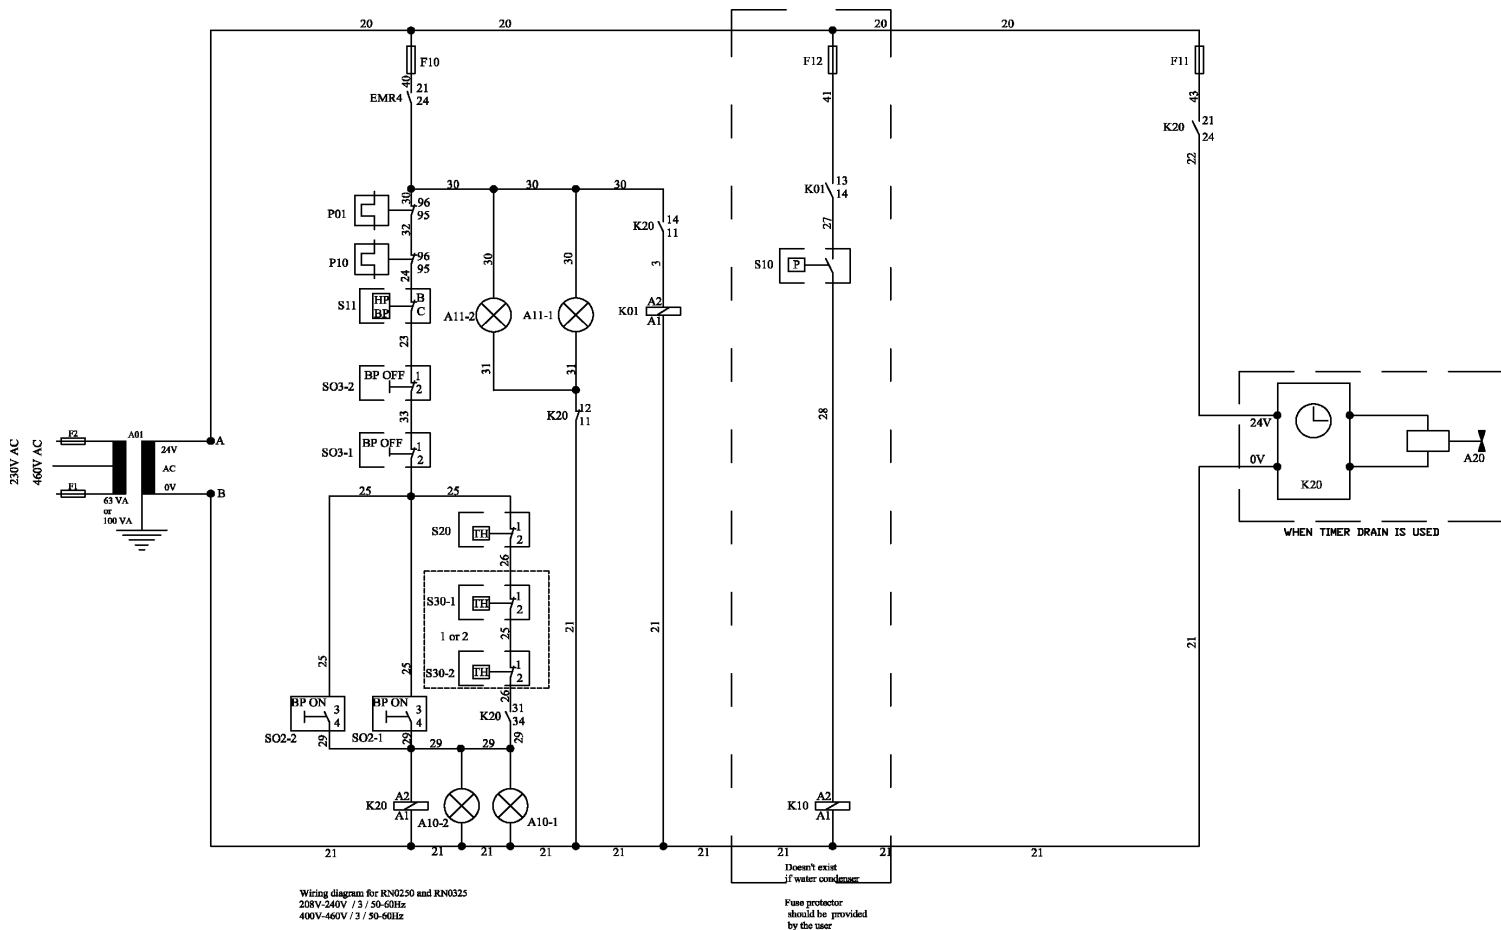 20 20 20 20
F10 F12 F11
40 21
EMR4 24
41
43
K20 21
24
22
30 30 30 30
P01 96
95
32
K01 13
14
27
K20 14
11
3
P10 96
95
24
30 30
S10 P
S11 HP
BP B
C
A11-2 A11-1
K01 A2
A1
23
31 31
SO3-2 BP OFF 1
2
33
K20 12
11
28
SO3-1 BP OFF 1
2
230V AC
460V AC
F2
F1
A01
24V
AC
0V
63 VA
or
100 VA
A
B
24V
0V
K20
A20
WHEN TIMER DRAIN IS USED
25 25
S20 TH 1
2
26
S30-1 TH 1
2
1 or 2
25
S30-2 TH 1
2
26
21 21 21
25 25
BP ON 3
4
SO2-2
BP ON 3
4
SO2-1
K20 31
34
29 29 29 29 29
K20 A2
A1
A10-2 A10-1
K10 A2
A1
21 21 21 21 21 21 21 21 21
Doesn't exist
if water condenser
Fuse protector
should be provided
by the user
Wiring diagram for RN0250 and RN0325
208V-240V / 3 / 50-60Hz
400V-460V / 3 / 50-60Hz